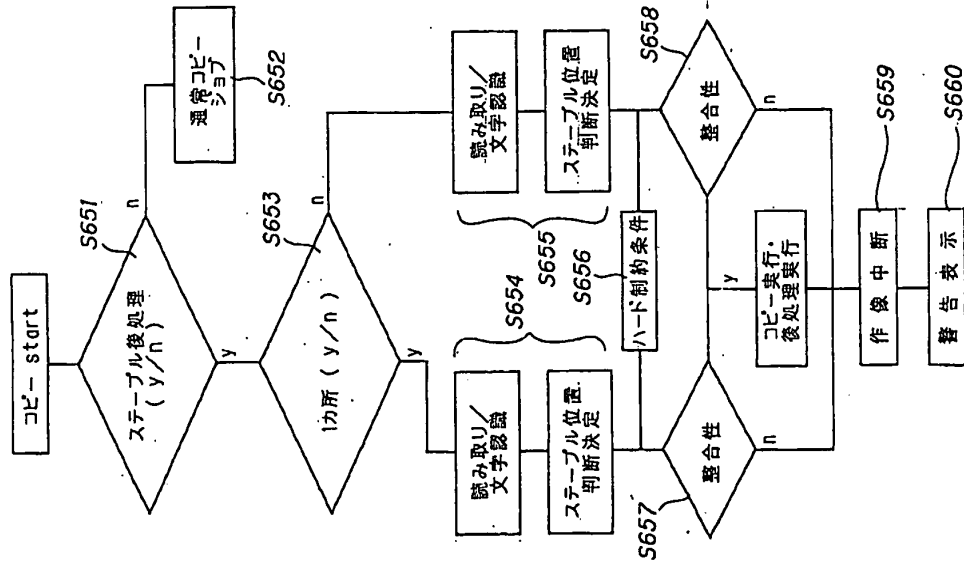 コピー start
ステープル後処理
( y/n )
S651
n
通常コピー
ジョブ
S652
y
1カ所 ( y/n )
S653
n
y
読み取り/
文字認識
ステープル位置
判断決定
S654
読み取り/
文字認識
ステープル位置
判断決定
S655
S656
ハード制約条件
整合性
S657
整合性
S658
y
n
n
コピー実行・
後処理実行
作像中断
S659
警告表示
S660